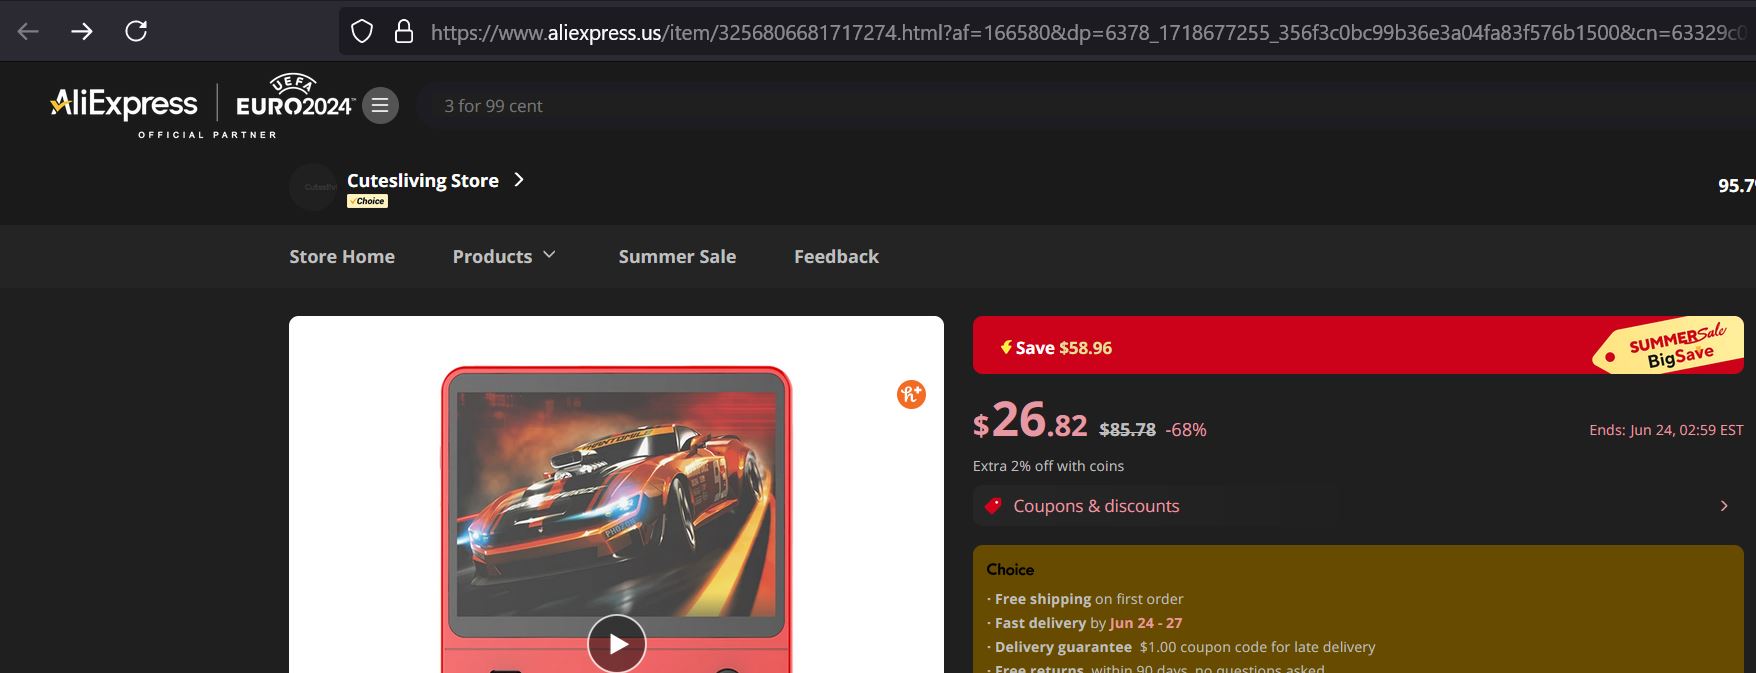 https://www.aliexpress.us/item/3256806681717274.html?af=166580&dp=6378_1718677255_356f3c0bc99b36e3a04fa83f576b1500&cn=63329c0
AliExpress
UEFA
EURO2024™
OFFICIAL PARTNER
3 for 99 cent
Cutesliving Store
Choice
95.7
Store Home Products Summer Sale Feedback
Save $58.96
SUMMER Sale
BigSave
$26.82 $85.78 -68%
Ends: Jun 24, 02:59 EST
Extra 2% off with coins
Coupons & discounts
PHANTOMILE
Choice
· Free shipping on first order
· Fast delivery by Jun 24 - 27
· Delivery guarantee $1.00 coupon code for late delivery
· Free returns within 90 days, no questions asked